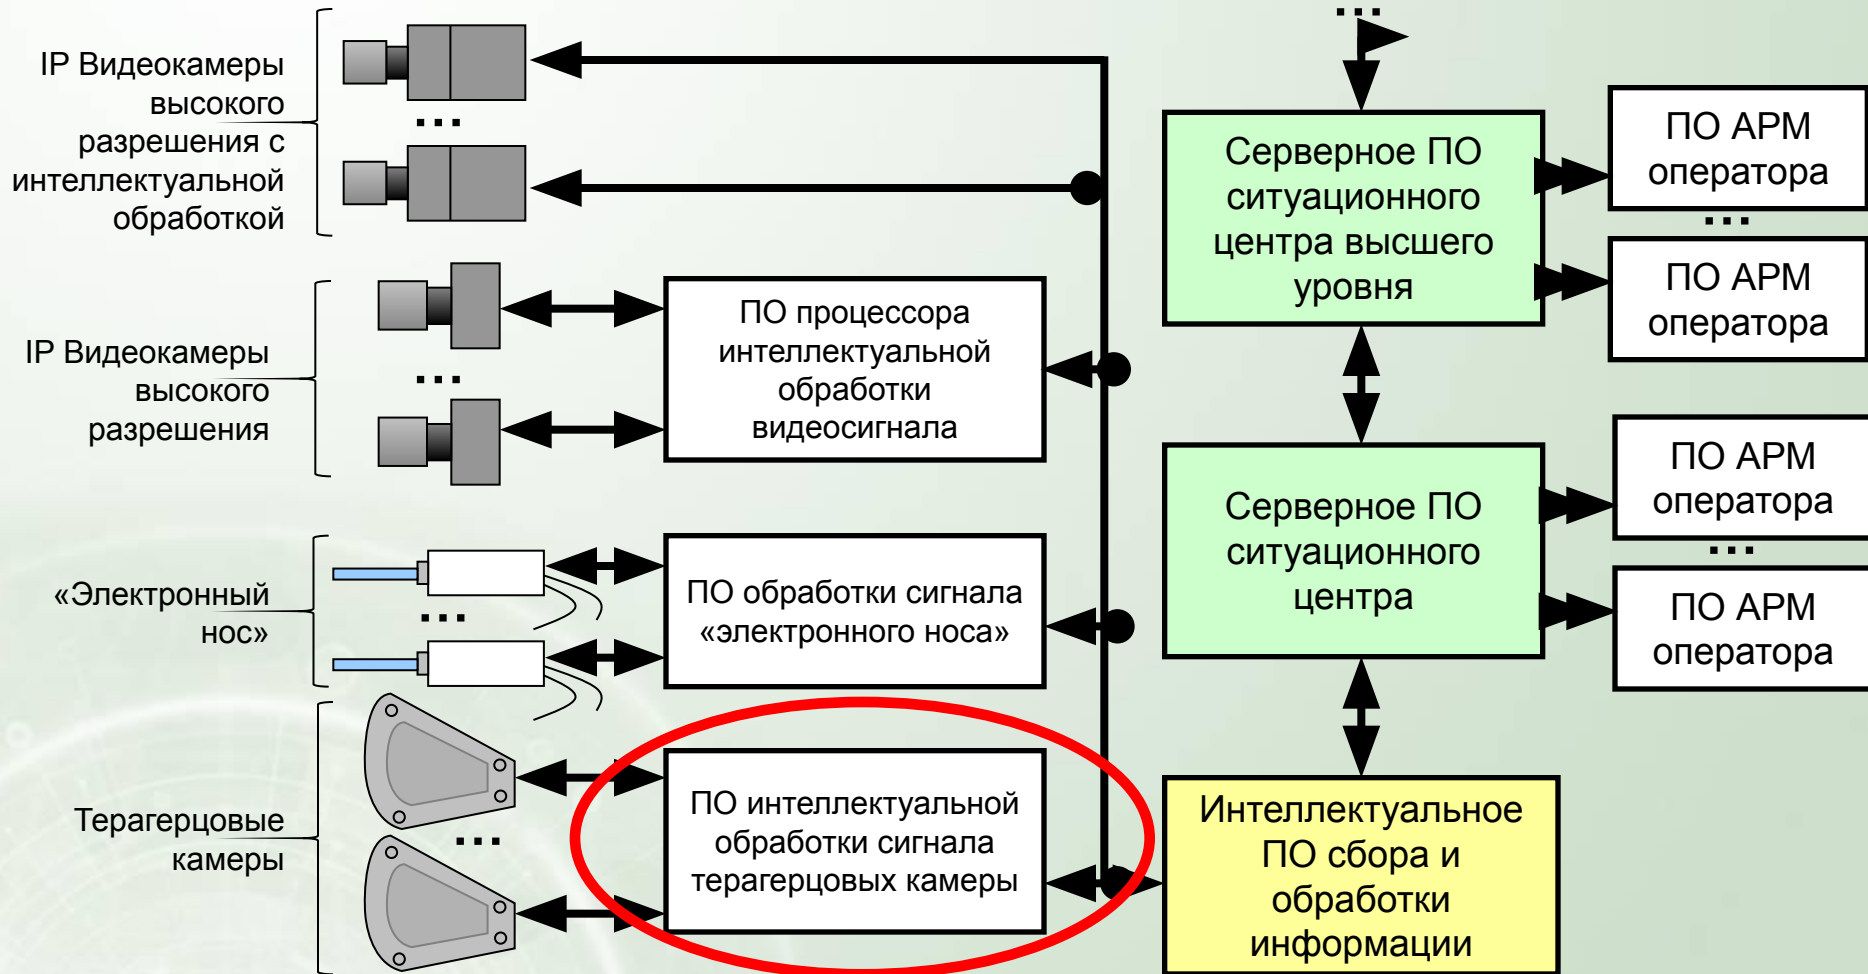 IP Видеокамеры
высокого
разрешения с
интеллектуальной
обработкой
...
IP Видеокамеры
высокого
разрешения
...
ПО процессора
интеллектуальной
обработки
видеосигнала
«Электронный
нос»
...
ПО обработки сигнала
«электронного носа»
Терагерцовые
камеры
...
ПО интеллектуальной
обработки сигнала
терагерцовых камеры
...
Серверное ПО
ситуационного
центра высшего
уровня
ПО АРМ
оператора
...
ПО АРМ
оператора
Серверное ПО
ситуационного
центра
ПО АРМ
оператора
...
ПО АРМ
оператора
Интеллектуальное
ПО сбора и
обработки
информации